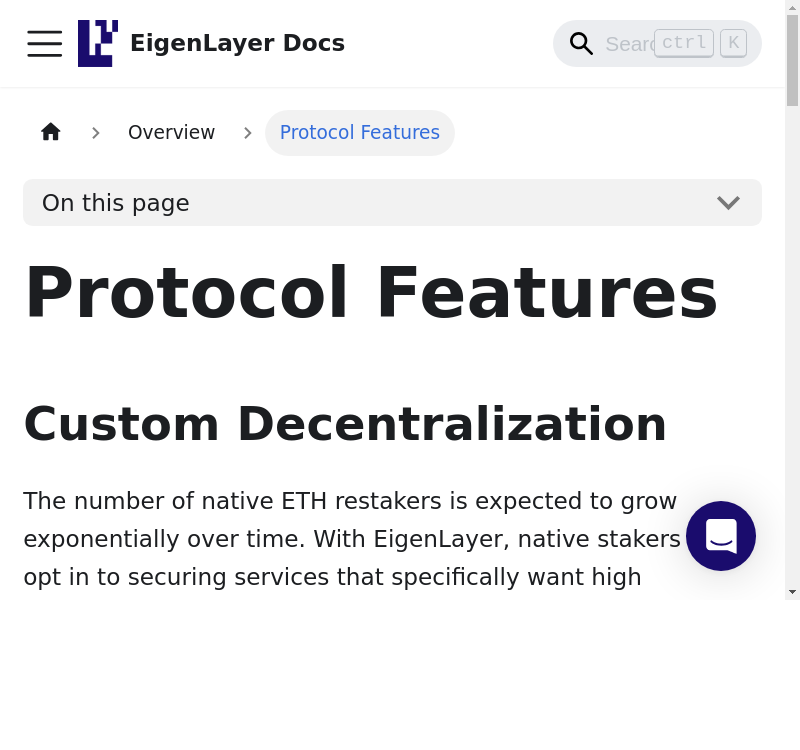 EigenLayer Docs
Search
ctrl K
Overview
Protocol Features
On this page
Protocol Features
Custom Decentralization
The number of native ETH restakers is expected to grow
exponentially over time. With EigenLayer, native stakers
opt in to securing services that specifically want high